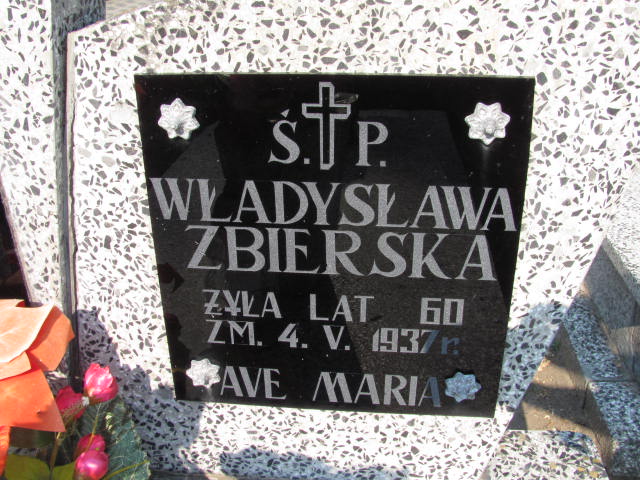 Ś. P.
WŁADYSŁAWA
ZBIERSKA
ŻYŁA LAT 60
ZM. 4. V. 1937r.
AVE MARIA